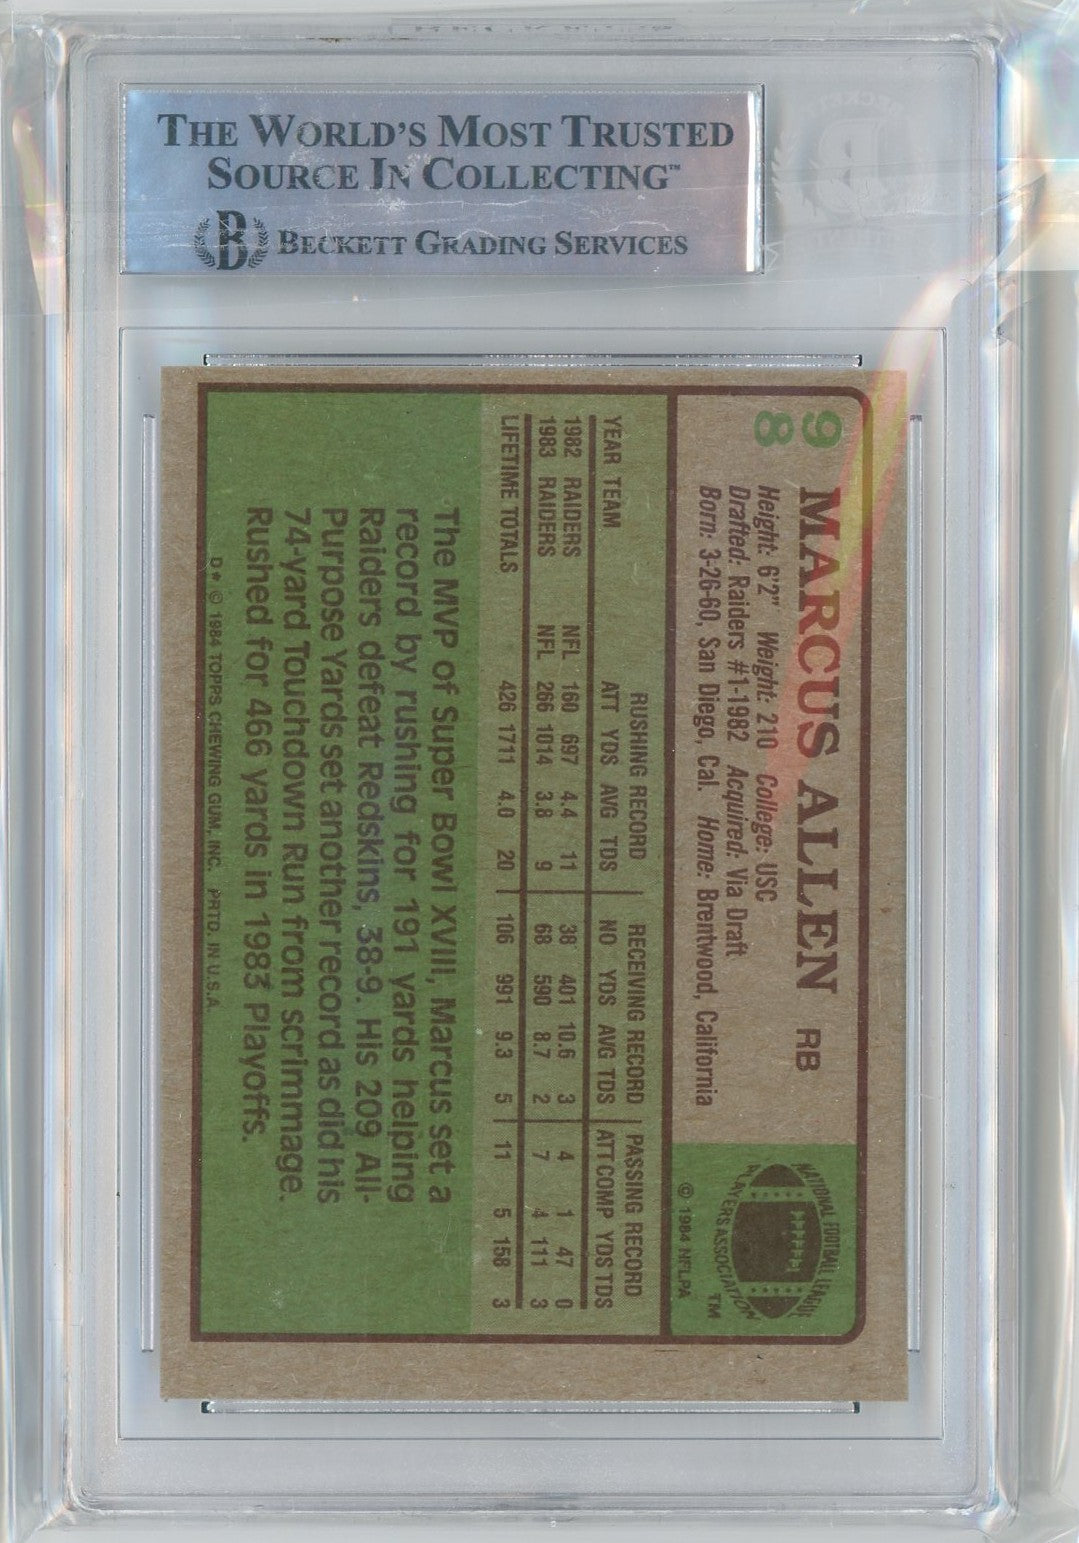 THE WORLD'S MOST TRUSTED
SOURCE IN COLLECTING™
B BECKETT GRADING SERVICES
98
MARCUS ALLEN RB
Height: 6'2" Weight: 210 College: USC
Drafted: Raiders #1-1982 Acquired: Via Draft
Born: 3-26-60, San Diego, Cal. Home: Brentwood, California
NATIONAL FOOTBALL LEAGUE
PLAYERS ASSOCIATION TM
© 1984 NFLPA
RUSHING RECORD RECEIVING RECORD PASSING RECORD
YEAR TEAM ATT YDS AVG TDS NO YDS AVG TDS ATT COMP YDS TDS
1982 RAIDERS NFL 160 697 4.4 11 38 401 10.6 3 4 1 47 0
1983 RAIDERS NFL 266 1014 3.8 9 68 590 8.7 2 7 4 111 3
LIFETIME TOTALS 426 1711 4.0 20 106 991 9.3 5 11 5 158 3
The MVP of Super Bowl XVIII, Marcus set a
record by rushing for 191 yards helping
Raiders defeat Redskins, 38-9. His 209 All-
Purpose Yards set another record as did his
74-yard Touchdown Run from scrimmage.
Rushed for 466 yards in 1983 Playoffs.
D* © 1984 TOPPS CHEWING GUM, INC. PRTD. IN U.S.A.